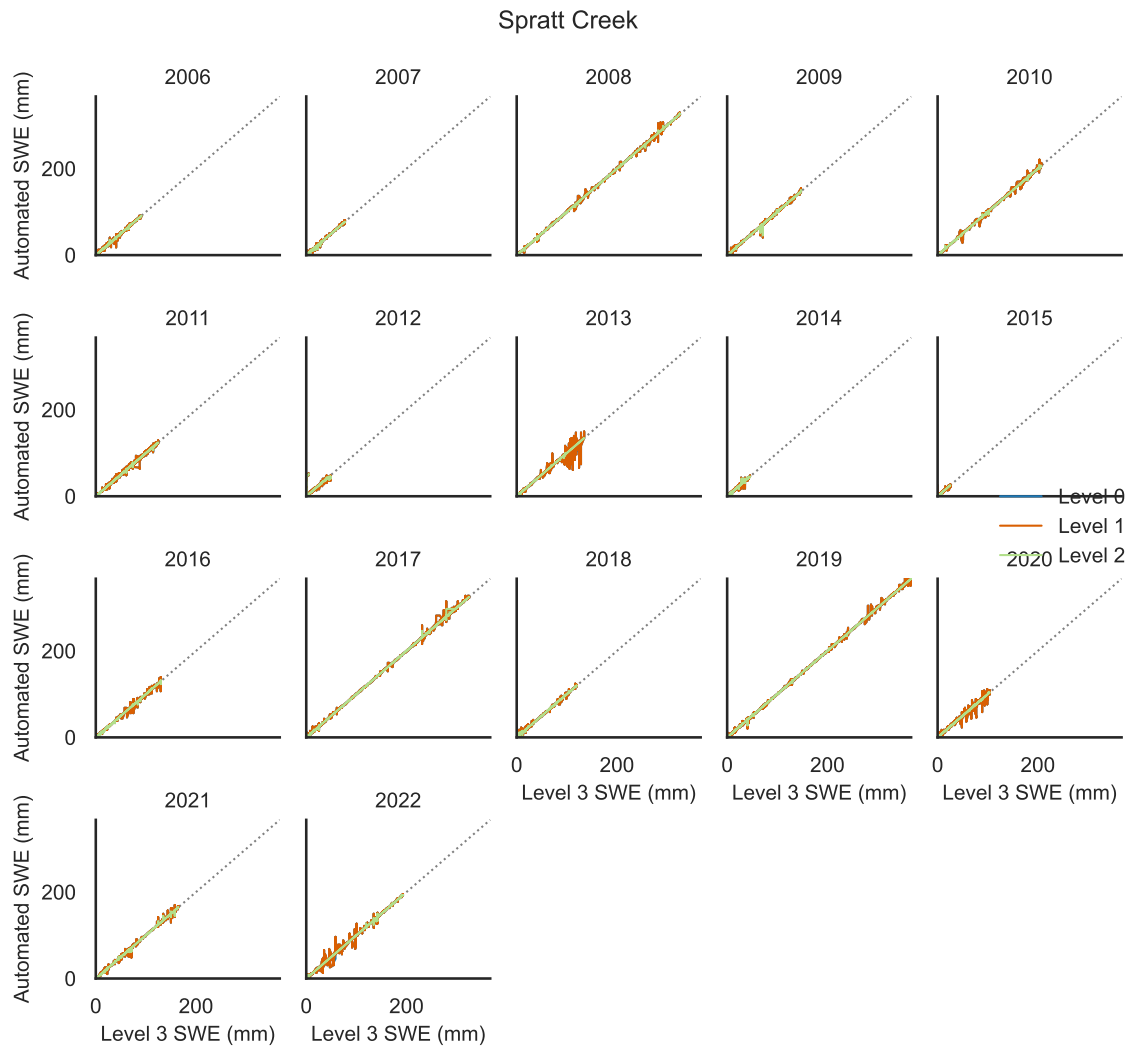 Spratt Creek
2006 2007 2008 2009 2010
Automated SWE (mm)
200
0
2011 2012 2013 2014 2015
Automated SWE (mm)
200
0
Level 0
Level 1
Level 2
2016 2017 2018 2019 2020
Automated SWE (mm)
200
0
0 200 0 200 0 200
Level 3 SWE (mm) Level 3 SWE (mm) Level 3 SWE (mm)
2021 2022
Automated SWE (mm)
200
0
0 200 0 200
Level 3 SWE (mm) Level 3 SWE (mm)